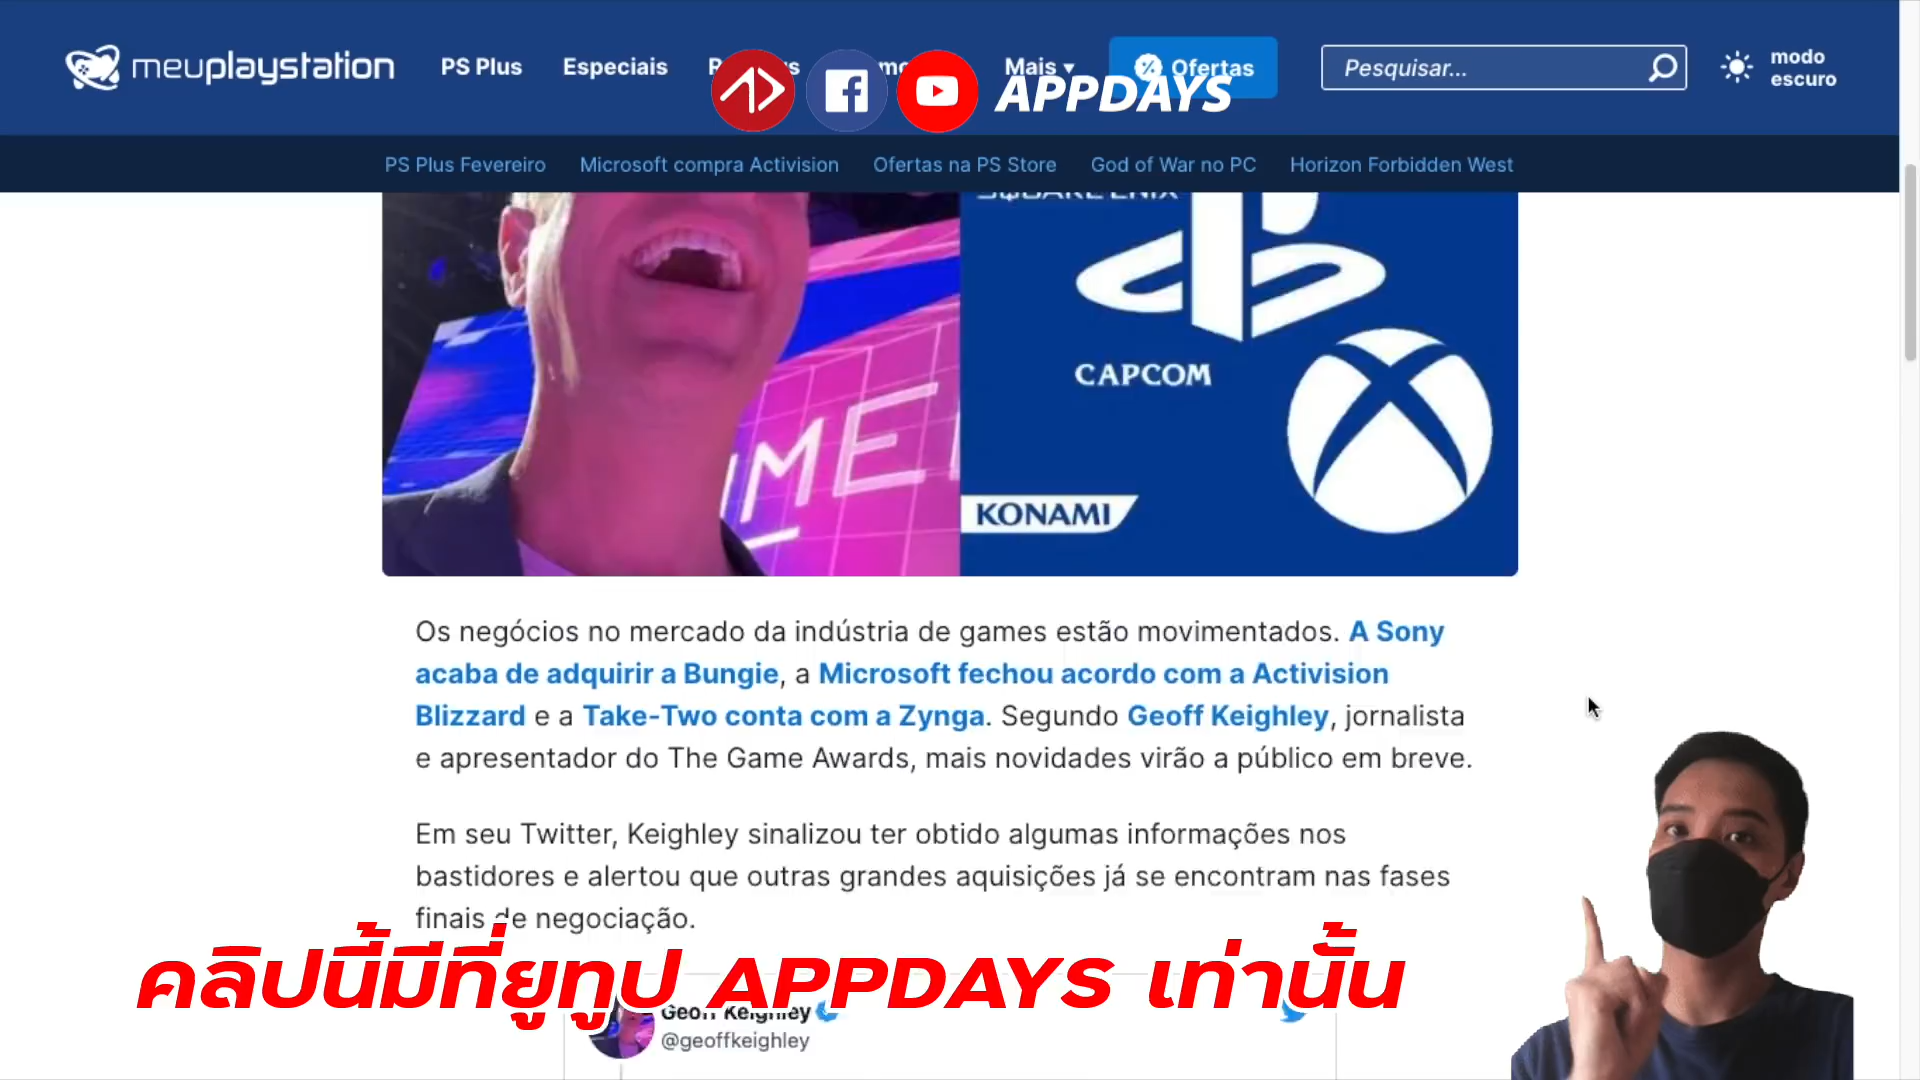 meuplaystation
PS Plus
Especiais
Mais
Ofertas
Pesquisar...
modo
escuro
APPDAYS
PS Plus Fevereiro
Microsoft compra Activision
Ofertas na PS Store
God of War no PC
Horizon Forbidden West
SQUARE ENIX
CAPCOM
KONAMI
Os negócios no mercado da indústria de games estão movimentados. A Sony
acaba de adquirir a Bungie, a Microsoft fechou acordo com a Activision
Blizzard e a Take-Two conta com a Zynga. Segundo Geoff Keighley, jornalista
e apresentador do The Game Awards, mais novidades virão a público em breve.
Em seu Twitter, Keighley sinalizou ter obtido algumas informações nos
bastidores e alertou que outras grandes aquisições já se encontram nas fases
finais de negociação.
คลิปนี้มีที่ยูทูป APPDAYS เท่านั้น
Geoff Keighley
@geoffkeighley